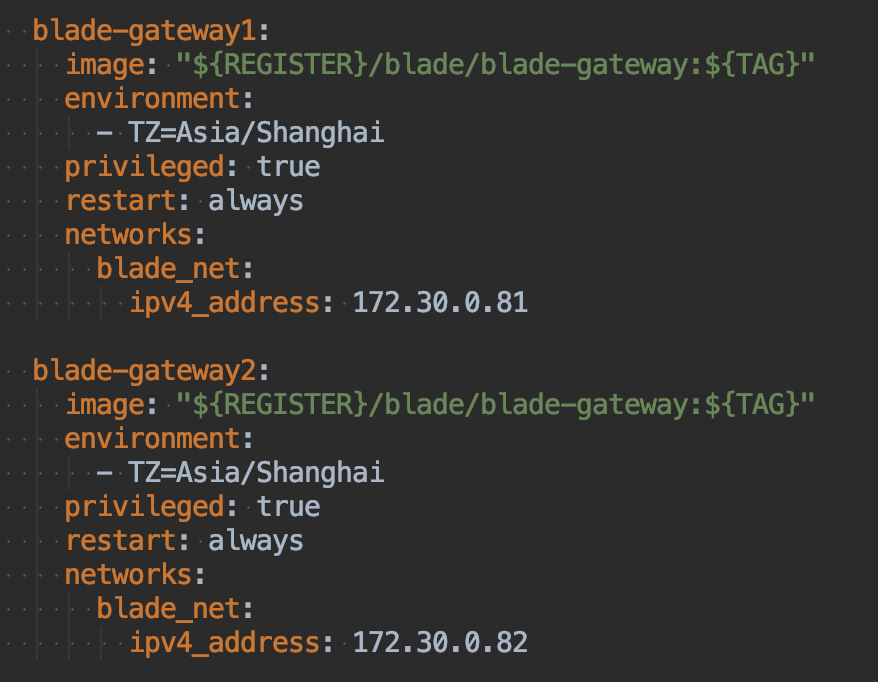 blade-gateway1:
image: "${REGISTER}/blade/blade-gateway:${TAG}"
environment:
- TZ=Asia/Shanghai
privileged: true
restart: always
networks:
blade_net:
ipv4_address: 172.30.0.81
blade-gateway2:
image: "${REGISTER}/blade/blade-gateway:${TAG}"
environment:
- TZ=Asia/Shanghai
privileged: true
restart: always
networks:
blade_net:
ipv4_address: 172.30.0.82